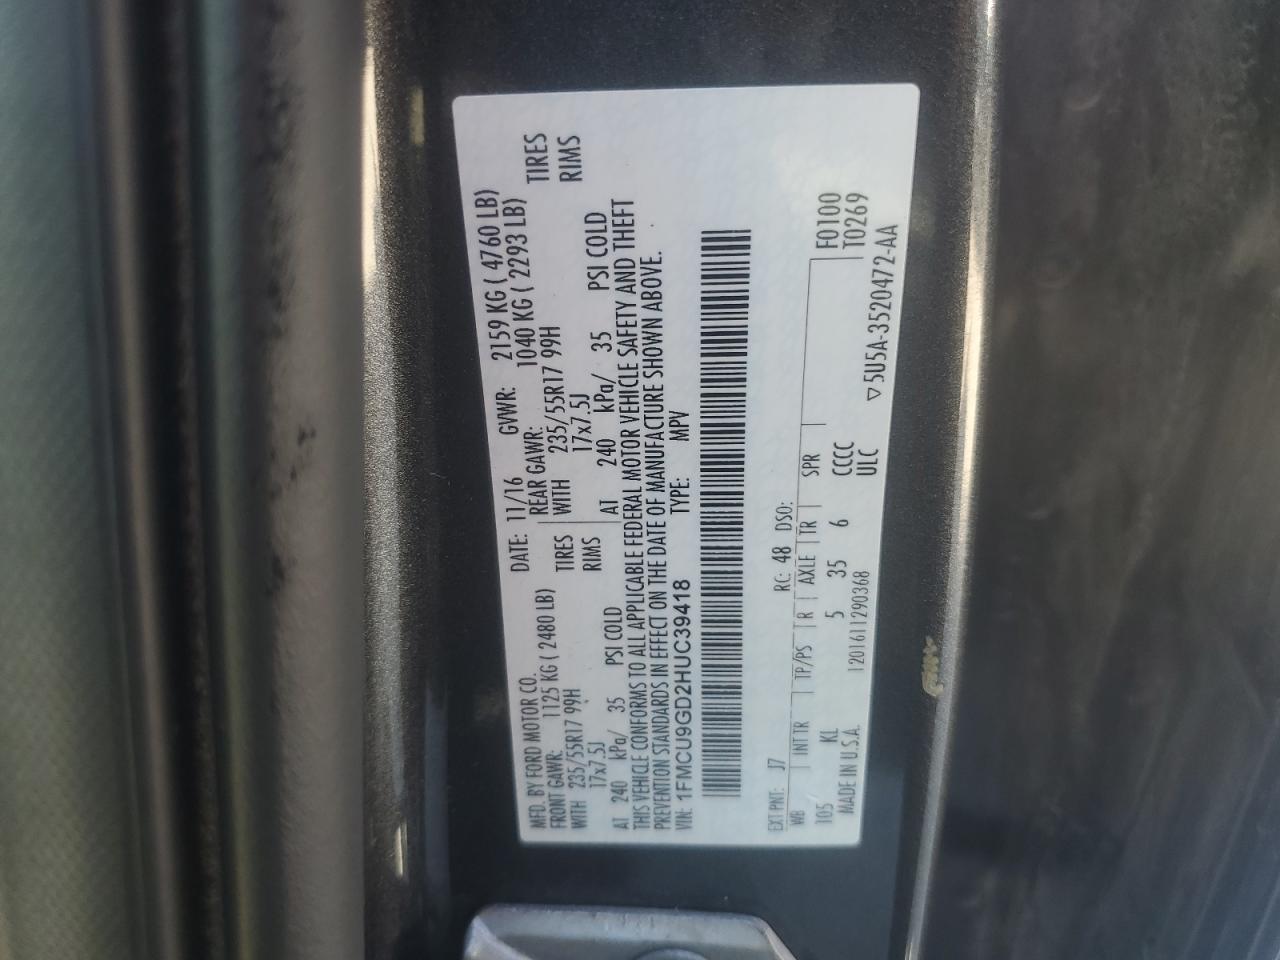 MFD. BY FORD MOTOR CO. DATE: 11/16 GVWR: 2159 KG ( 4760 LB)
FRONT GAWR: 1125 KG ( 2480 LB) REAR GAWR: 1040 KG ( 2293 LB)
WITH 235/55R17 99H TIRES WITH 235/55R17 99H TIRES
17x7.5J RIMS 17x7.5J RIMS
AT 240 kPa/ 35 PSI COLD AT 240 kPa/ 35 PSI COLD
THIS VEHICLE CONFORMS TO ALL APPLICABLE FEDERAL MOTOR VEHICLE SAFETY AND THEFT
PREVENTION STANDARDS IN EFFECT ON THE DATE OF MANUFACTURE SHOWN ABOVE.
VIN: 1FMCU9GD2HUC39418 TYPE: MPV
EXT PNT: J7 RC: 48 DSO:
WB INT TR TP/PS R AXLE TR SPR F0100
105 KL 5 35 6 CCCC T0269
MADE IN U.S.A. 1201611290368 ULC ▽5U5A-3520472-AA